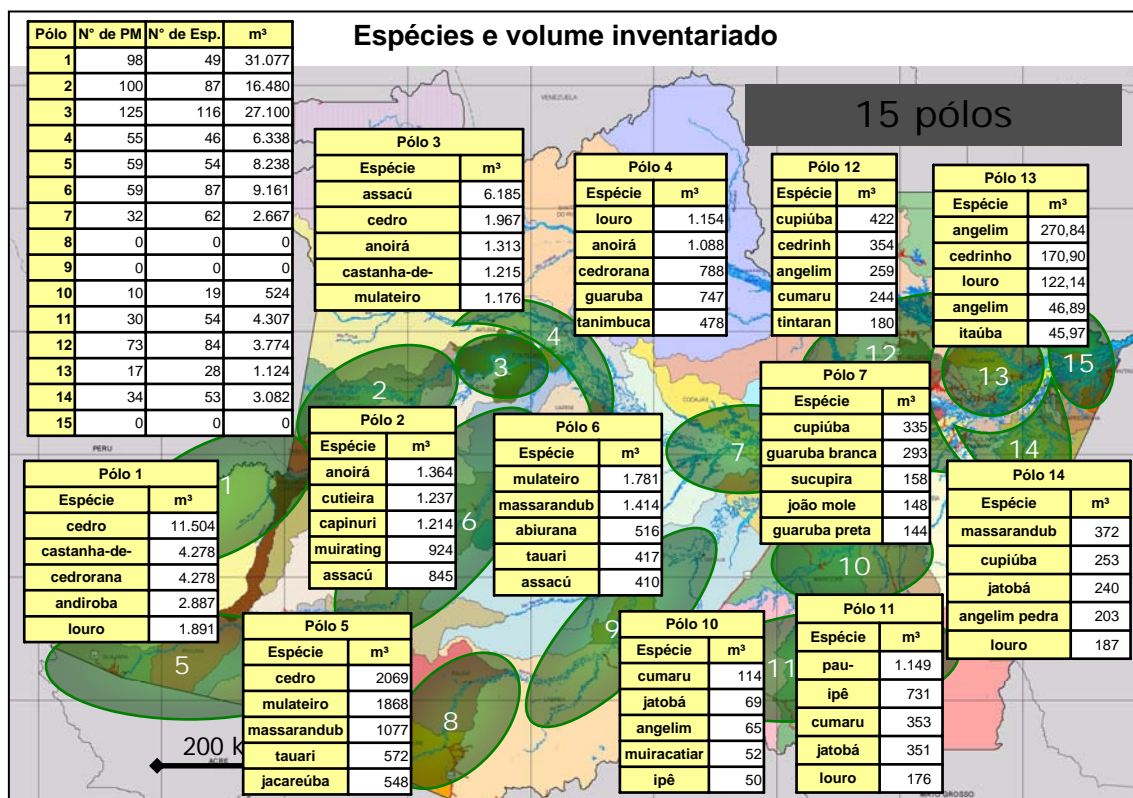 Espécies e volume inventariado
15 pólos
Pólo N° de PM N° de Esp. m³
1 98 49 31.077
2 100 87 16.480
3 125 116 27.100
4 55 46 6.338
5 59 54 8.238
6 59 87 9.161
7 32 62 2.667
8 0 0 0
9 0 0 0
10 10 19 524
11 30 54 4.307
12 73 84 3.774
13 17 28 1.124
14 34 53 3.082
15 0 0 0
Pólo 3
Espécie m³
assacú 6.185
cedro 1.967
anoirá 1.313
castanha-de- 1.215
mulateiro 1.176
Pólo 4
Espécie m³
louro 1.154
anoirá 1.088
cedrorana 788
guaruba 747
tanimbuca 478
Pólo 12
Espécie m³
cupiúba 422
cedrinh 354
angelim 259
cumaru 244
tintaran 180
Pólo 13
Espécie m³
angelim 270,84
cedrinho 170,90
louro 122,14
angelim 46,89
itaúba 45,97
Pólo 2
Espécie m³
anoirá 1.364
cutieira 1.237
capinuri 1.214
muirating 924
assacú 845
Pólo 6
Espécie m³
mulateiro 1.781
massarandub 1.414
abiurana 516
tauari 417
assacú 410
Pólo 7
Espécie m³
cupiúba 335
guaruba branca 293
sucupira 158
joão mole 148
guaruba preta 144
Pólo 1
Espécie m³
cedro 11.504
castanha-de- 4.278
cedrorana 4.278
andiroba 2.887
louro 1.891
Pólo 14
Espécie m³
massarandub 372
cupiúba 253
jatobá 240
angelim pedra 203
louro 187
Pólo 5
Espécie m³
cedro 2069
mulateiro 1868
massarandub 1077
tauari 572
jacareúba 548
Pólo 10
Espécie m³
cumaru 114
jatobá 69
angelim 65
muiracatiar 52
ipê 50
Pólo 11
Espécie m³
pau- 1.149
ipê 731
cumaru 353
jatobá 351
louro 176
1
2
3
4
5
6
7
8
9
10
11
12
13
14
15
200 k
VENEZUELA
PERU
ACRE
MATO GROSSO